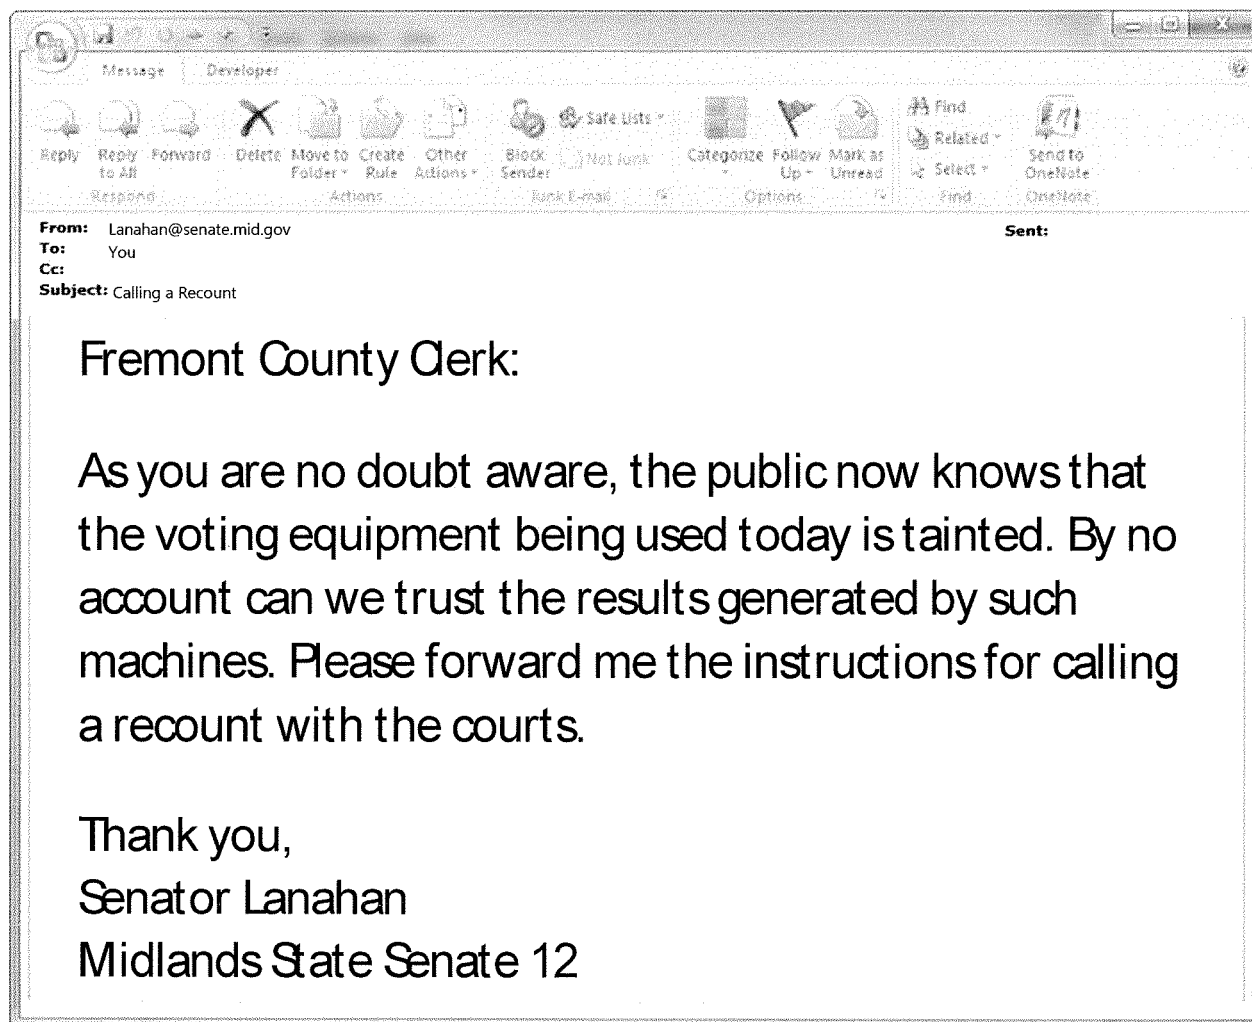 Message Developer
Reply Reply to All Forward Delete Move to Folder Create Rule Other Actions Block Sender Safe Lists Not Junk Categorize Follow Up Mark as Unread Find Related Select Send to OneNote
Respond Actions Junk E-mail Options Find OneNote
From: Lanahan@senate.mid.gov Sent:
To: You
Cc:
Subject: Calling a Recount
Fremont County Clerk:
As you are no doubt aware, the public now knows that
the voting equipment being used today is tainted. By no
account can we trust the results generated by such
machines. Please forward me the instructions for calling
a recount with the courts.
Thank you,
Senator Lanahan
Midlands State Senate 12